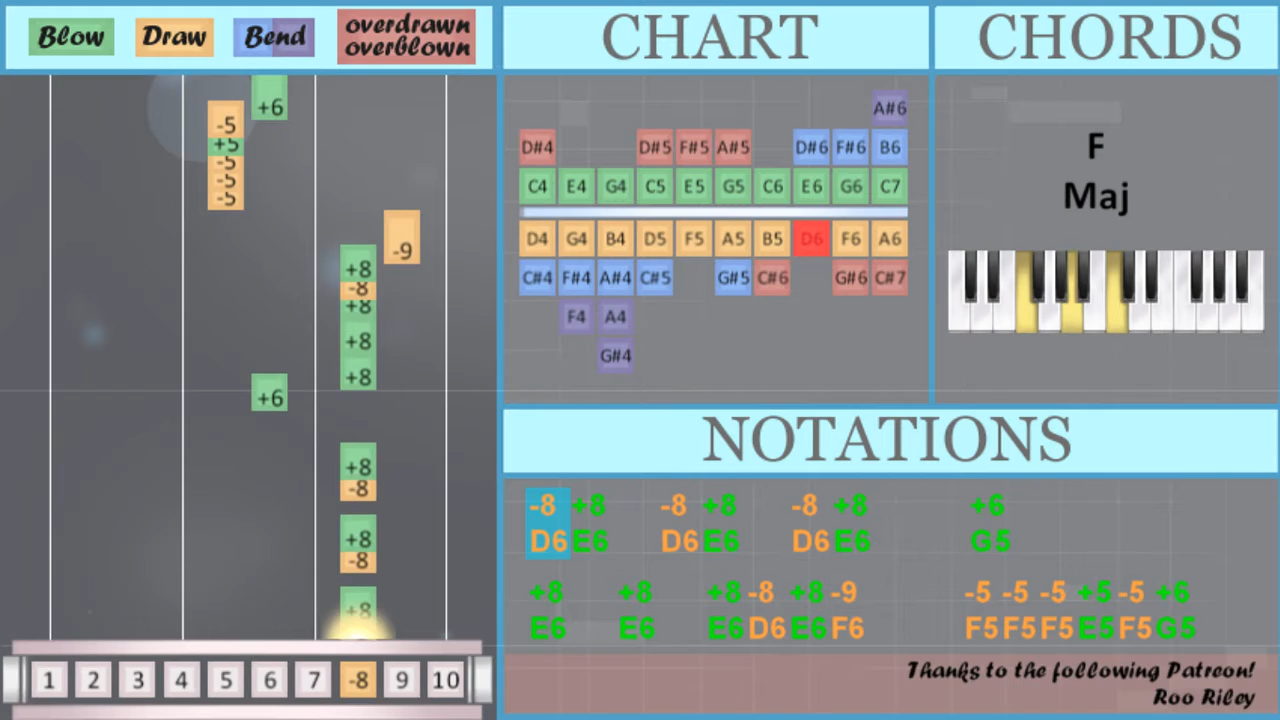 Blow Draw Bend overdrawn
overblown
CHART
CHORDS
+6
-5
+5
-5
-5
-5
-9
+8
-8
+8
+8
+8
+6
+8
-8
+8
-8
+8
1 2 3 4 5 6 7 -8 9 10
A#6
D#4 D#5 F#5 A#5 D#6 F#6 B6
C4 E4 G4 C5 E5 G5 C6 E6 G6 C7
D4 G4 B4 D5 F5 A5 B5 D6 F6 A6
C#4 F#4 A#4 C#5 G#5 C#6 G#6 C#7
F4 A4
G#4
F
Maj
NOTATIONS
-8 +8 -8 +8 -8 +8 +6
D6 E6 D6 E6 D6 E6 G5
+8 +8 +8 -8 +8 -9 -5 -5 -5 +5 -5 +6
E6 E6 E6 D6 E6 F6 F5 F5 F5 E5 F5 G5
Thanks to the following Patreon!
Roo Riley